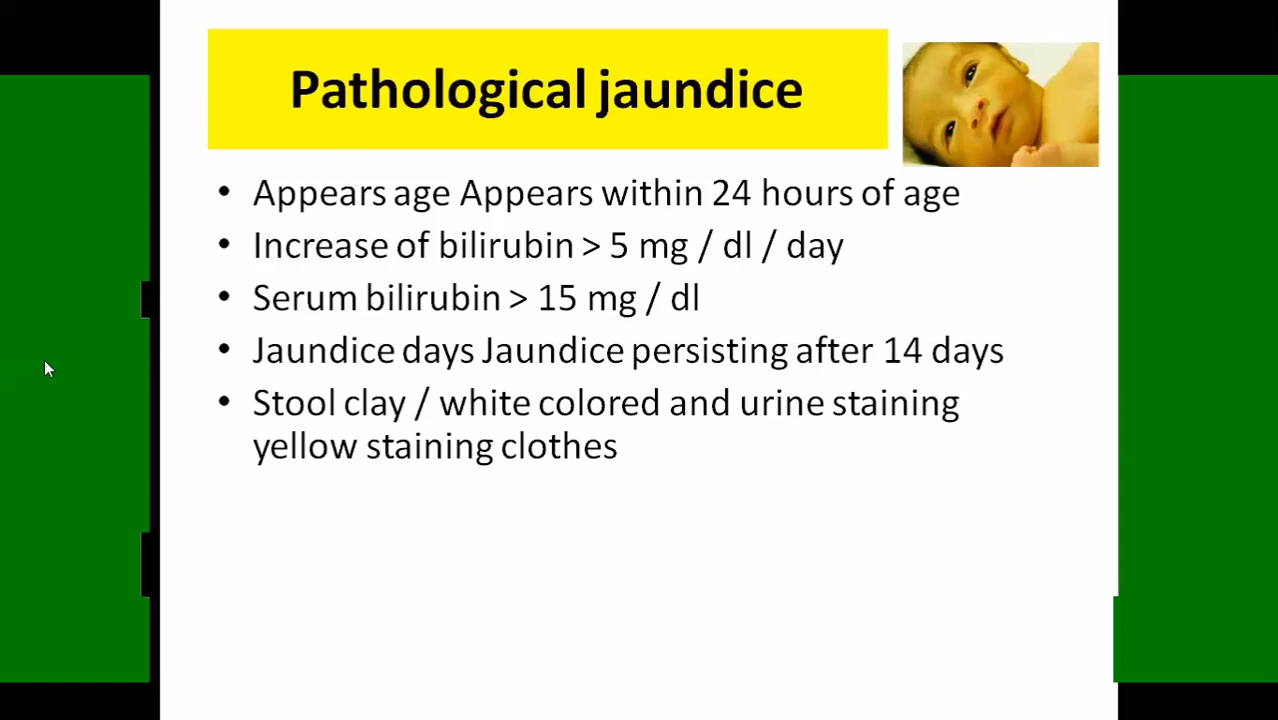 Pathological jaundice
• Appears age Appears within 24 hours of age
• Increase of bilirubin > 5 mg / dl / day
• Serum bilirubin > 15 mg / dl
• Jaundice days Jaundice persisting after 14 days
• Stool clay / white colored and urine staining
yellow staining clothes